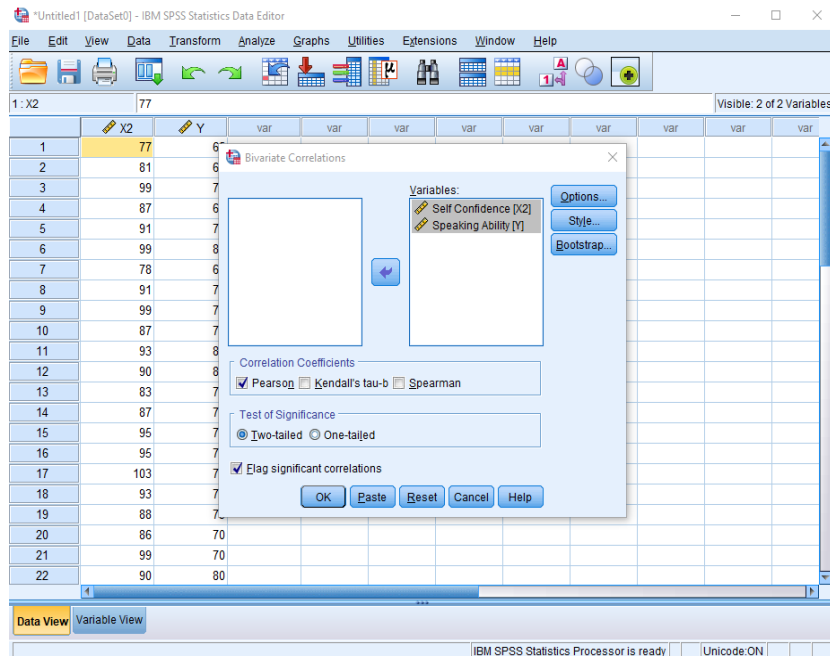 *Untitled1 [DataSet0] - IBM SPSS Statistics Data Editor
File Edit View Data Transform Analyze Graphs Utilities Extensions Window Help
1 : X2 77 Visible: 2 of 2 Variables
X2 Y var var var var var var var var var
1 77
2 81
3 99
4 87
5 91
6 99
7 78
8 91
9 99
10 87
11 93
12 90
13 83
14 87
15 95
16 95
17 103
18 93
19 88
20 86 70
21 99 70
22 90 80
Bivariate Correlations
Variables:
Self Confidence [X2]
Speaking Ability [Y]
Options...
Style...
Bootstrap...
Correlation Coefficients
Pearson Kendall's tau-b Spearman
Test of Significance
Two-tailed One-tailed
Flag significant correlations
OK Paste Reset Cancel Help
Data View Variable View
IBM SPSS Statistics Processor is ready Unicode:ON